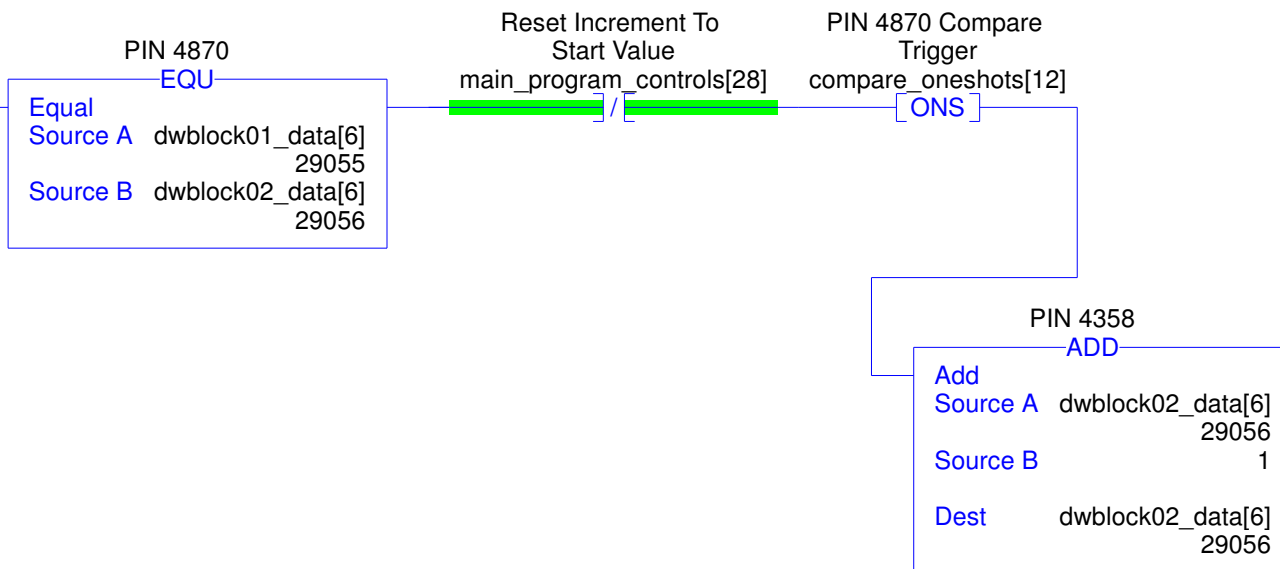 PIN 4870
EQU
Equal
Source A dwblock01_data[6]
29055
Source B dwblock02_data[6]
29056
Reset Increment To
Start Value
main_program_controls[28]
/
PIN 4870 Compare
Trigger
compare_oneshots[12]
ONS
PIN 4358
ADD
Add
Source A dwblock02_data[6]
29056
Source B 1
Dest dwblock02_data[6]
29056